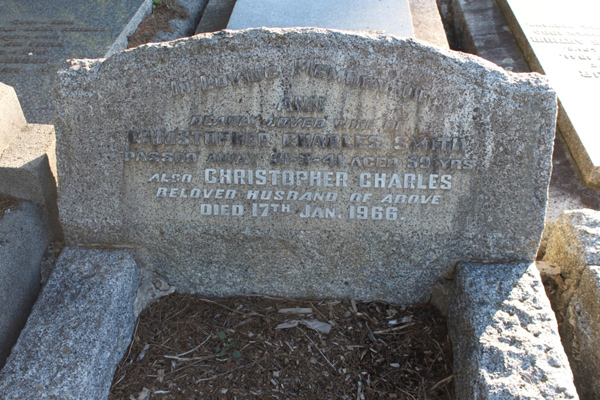 IN LOVING MEMORY OF
ANN
DEARLY LOVED WIFE OF
CHRISTOPHER CHARLES SMITH
PASSED AWAY AGED YRS.
ALSO CHRISTOPHER CHARLES
BELOVED HUSBAND OF ABOVE
DIED 17TH JAN. 1966.